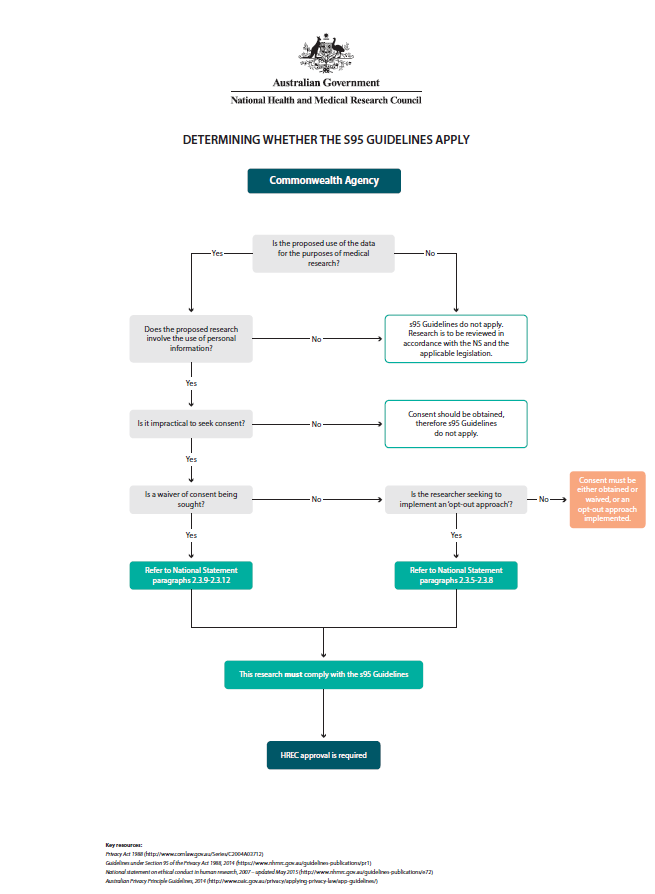 Australian Government
National Health and Medical Research Council
DETERMINING WHETHER THE S95 GUIDELINES APPLY
Commonwealth Agency
Is the proposed use of the data
for the purposes of medical
research?
Yes
No
Does the proposed research
involve the use of personal
information?
No
s95 Guidelines do not apply.
Research is to be reviewed in
accordance with the NS and the
applicable legislation.
Yes
Is it impractical to seek consent?
No
Consent should be obtained,
therefore s95 Guidelines
do not apply.
Yes
Is a waiver of consent being
sought?
No
Is the researcher seeking to
implement an 'opt-out approach'?
No
Consent must be
either obtained or
waived, or an
opt-out approach
implemented.
Yes
Yes
Refer to National Statement
paragraphs 2.3.9-2.3.12
Refer to National Statement
paragraphs 2.3.5-2.3.8
This research must comply with the s95 Guidelines
HREC approval is required
Key resources:
Privacy Act 1988 (http://www.comlaw.gov.au/Series/C2004A03712)
Guidelines under Section 95 of the Privacy Act 1988, 2014 (https://www.nhmrc.gov.au/guidelines-publications/pr1)
National statement on ethical conduct in human research, 2007 – updated May 2015 (http://www.nhmrc.gov.au/guidelines-publications/e72)
Australian Privacy Principle Guidelines, 2014 (http://www.oaic.gov.au/privacy/applying-privacy-law/app-guidelines/)